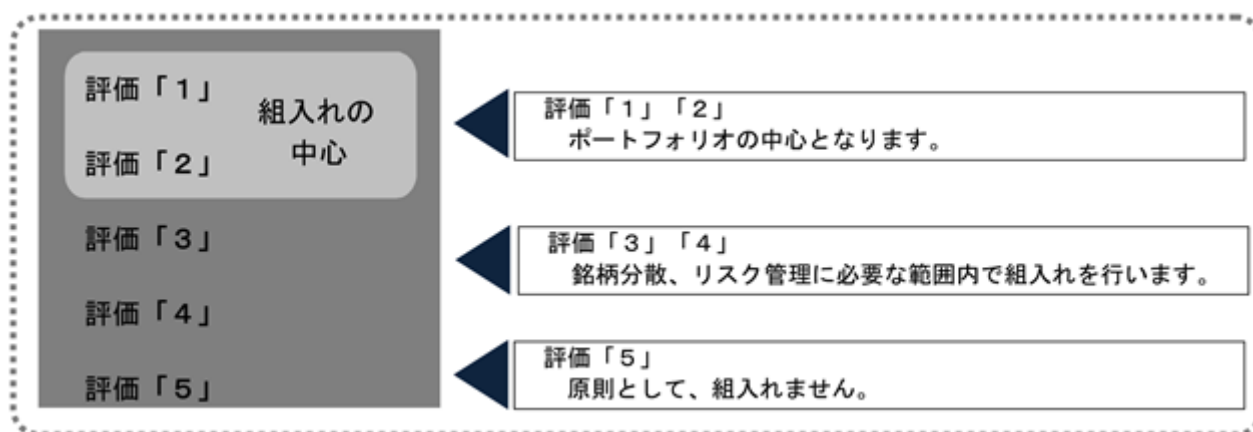 評価「１」
組入れの
中心
評価「２」
評価「３」
評価「４」
評価「５」
評価「１」「２」
ポートフォリオの中心となります。
評価「３」「４」
銘柄分散、リスク管理に必要な範囲内で組入れを行います。
評価「５」
原則として、組入れません。